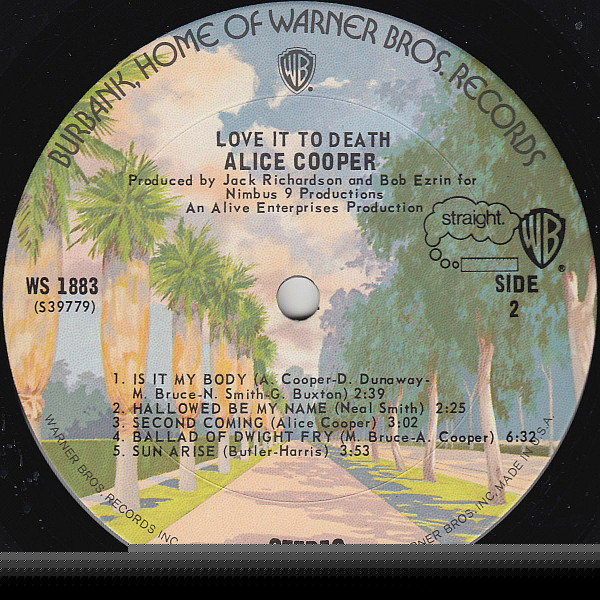 BURBANK, HOME OF WARNER BROS. RECORDS
WB
LOVE IT TO DEATH
ALICE COOPER
Produced by Jack Richardson and Bob Ezrin for
Nimbus 9 Productions
An Alive Enterprises Production
straight.
WB
®
WS 1883
(S39779)
SIDE
2
1. IS IT MY BODY (A. Cooper-D. Dunaway-
M. Bruce-N. Smith-G. Buxton) 2:39
2. HALLOWED BE MY NAME (Neal Smith) 2:25
3. SECOND COMING (Alice Cooper) 3:02
4. BALLAD OF DWIGHT FRY (M. Bruce-A. Cooper) 6:32
5. SUN ARISE (Butler-Harris) 3:53
WARNER BROS. RECORDS INC.
WARNER BROS. INC. MADE IN U.S.A.